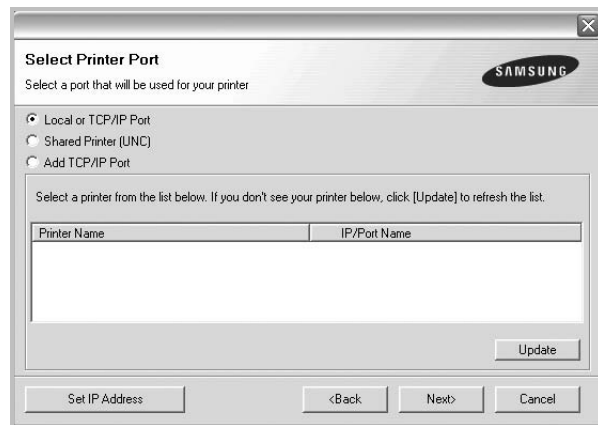 Select Printer Port
Select a port that will be used for your printer
SAMSUNG
Local or TCP/IP Port
Shared Printer (UNC)
Add TCP/IP Port
Select a printer from the list below. If you don't see your printer below, click [Update] to refresh the list.
Printer Name IP/Port Name
Update
Set IP Address <Back Next> Cancel